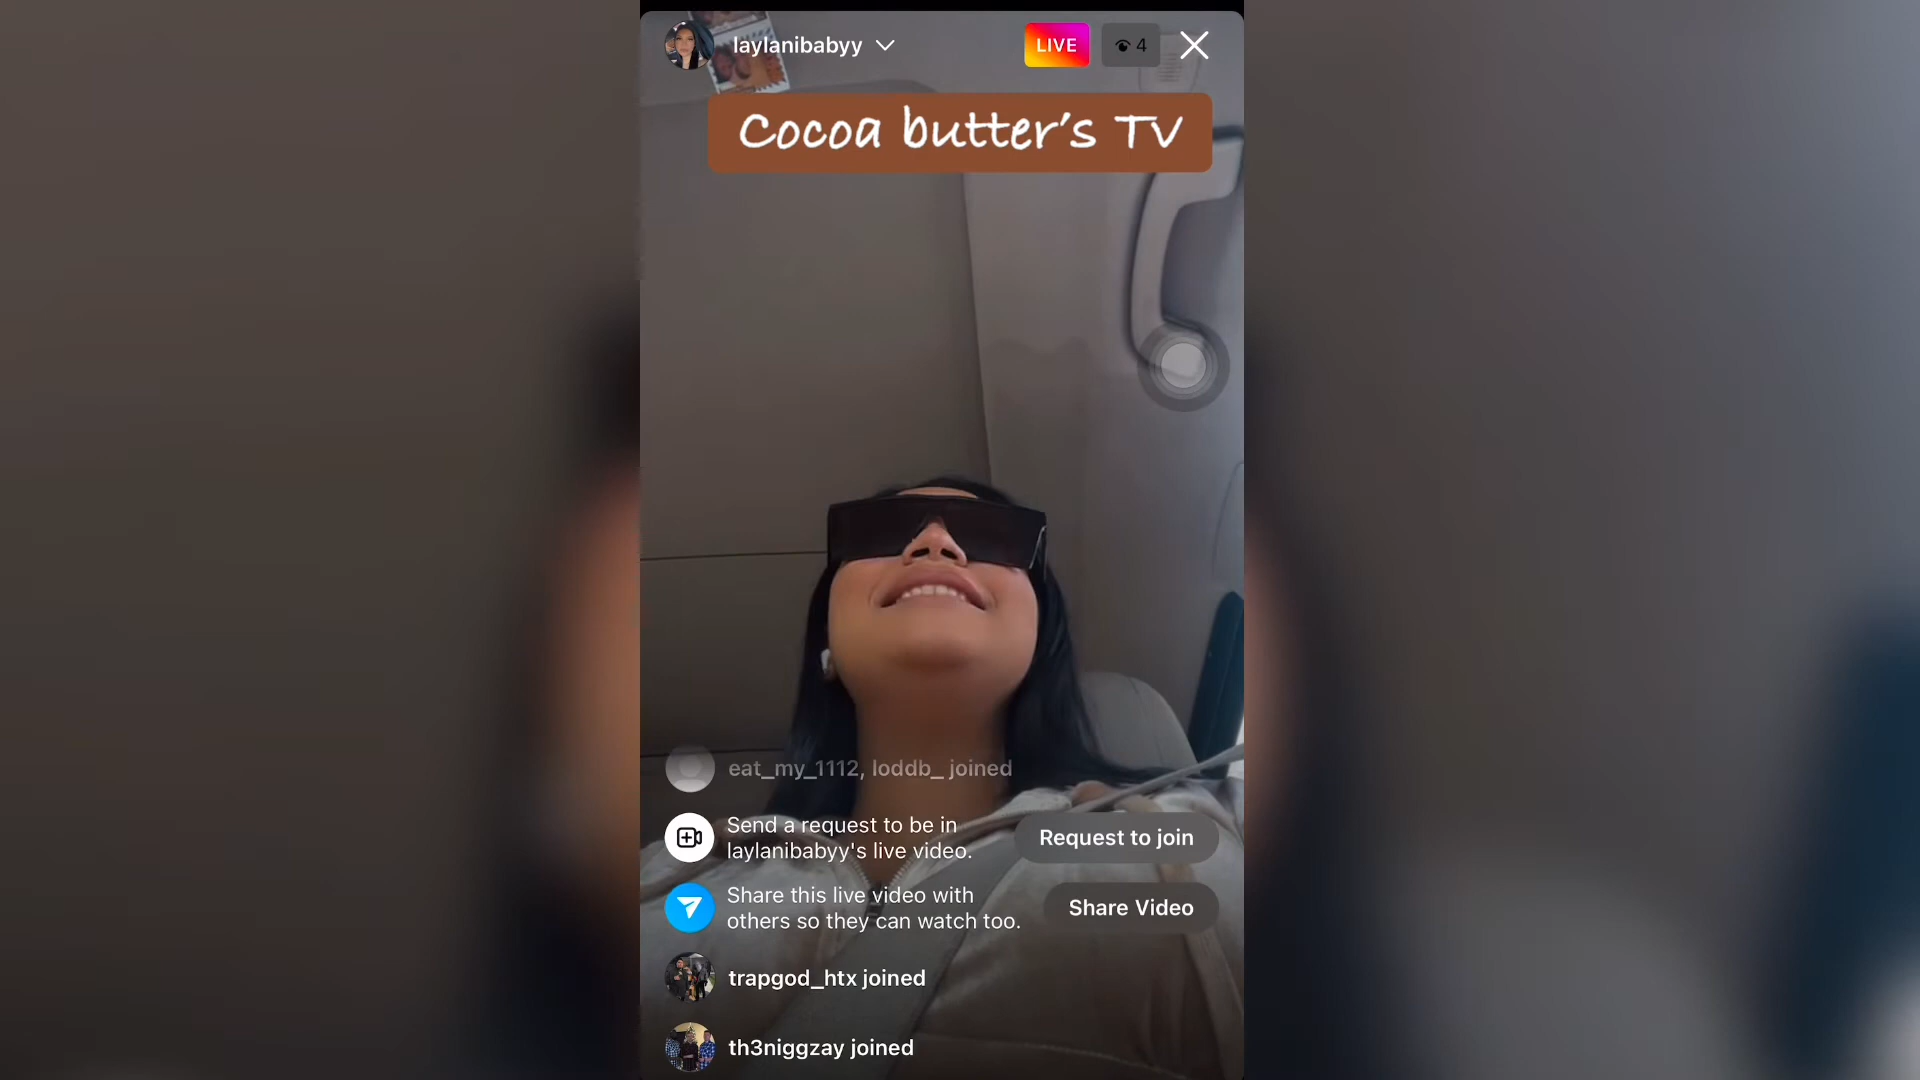 laylanibabyy
LIVE
4
Cocoa butter's TV
eat_my_1112, loddb_ joined
Send a request to be in
laylanibabyy's live video.
Request to join
Share this live video with
others so they can watch too.
Share Video
trapgod_htx joined
th3niggzay joined